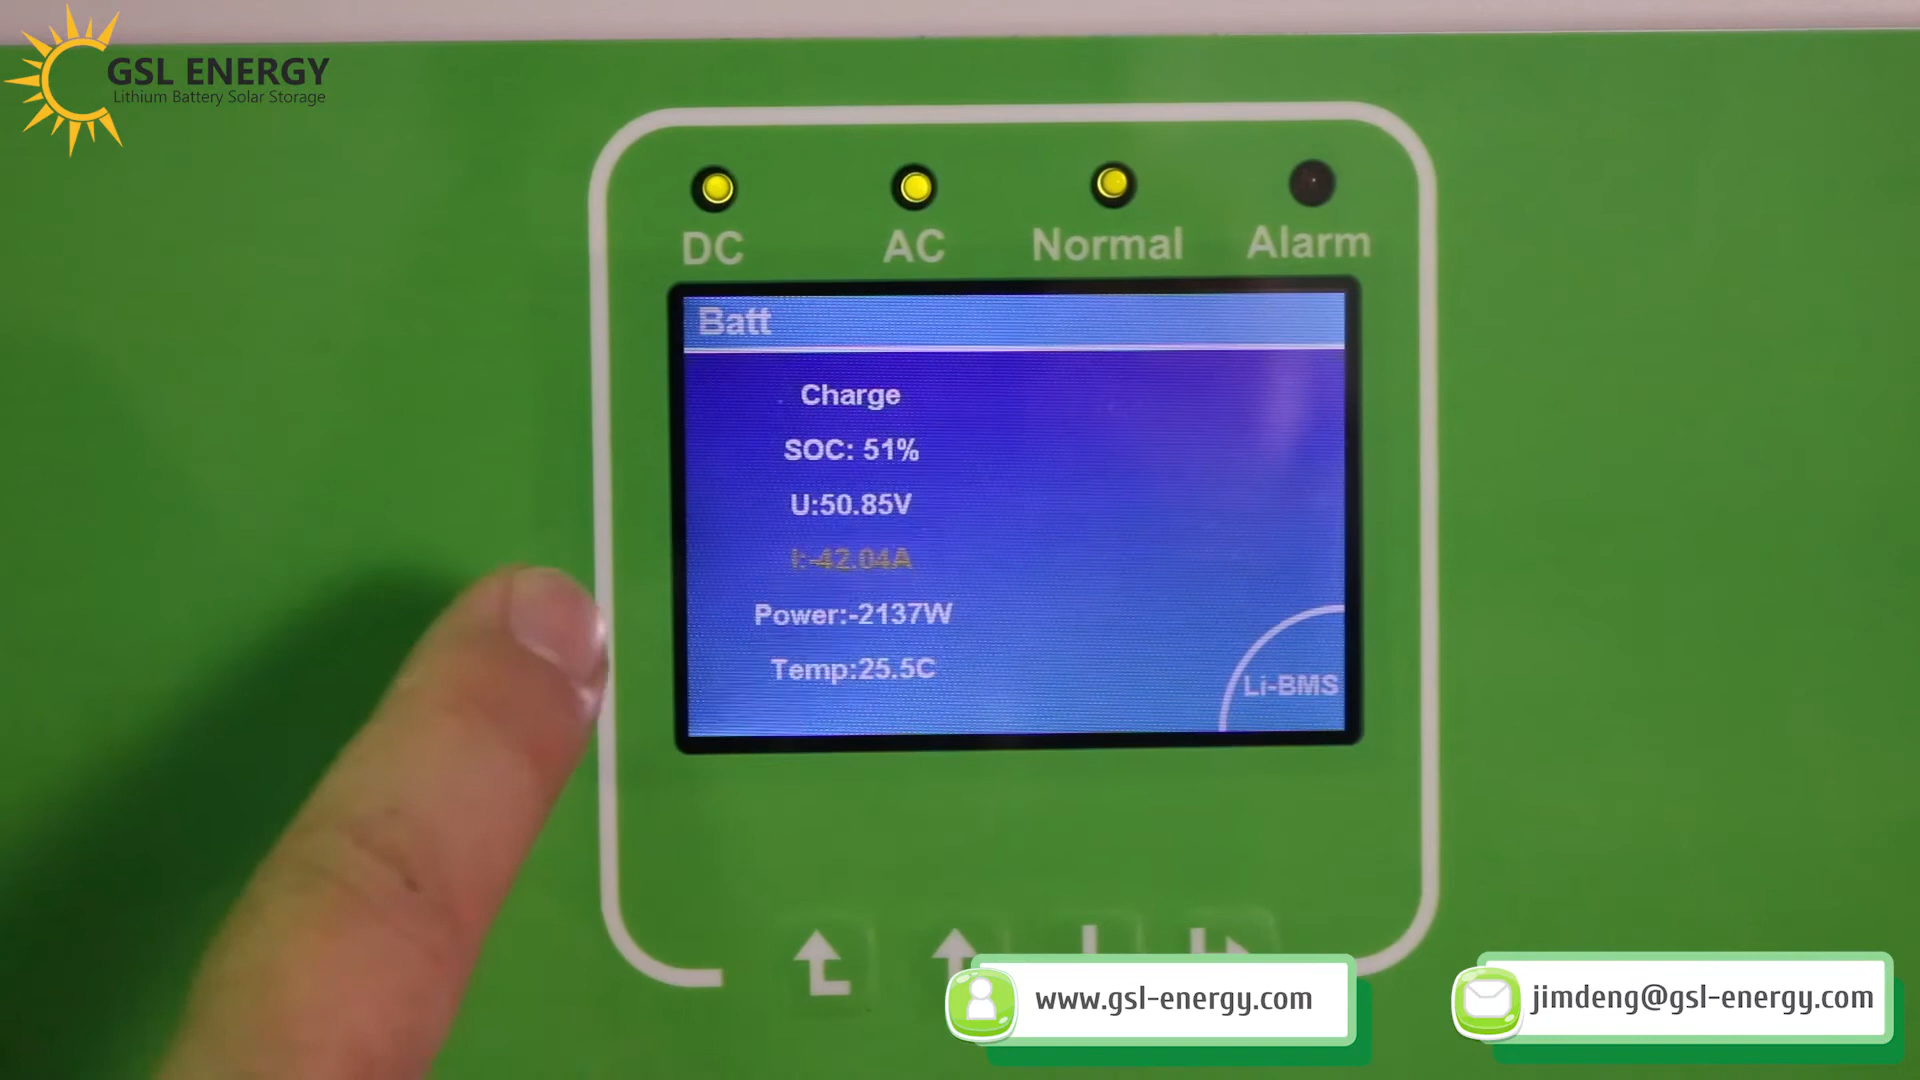 GSL ENERGY
Lithium Battery Solar Storage
DC AC Normal Alarm
Batt
Charge
SOC: 51%
U:50.85V
I:-42.04A
Power:-2137W
Temp:25.5C
Li-BMS
www.gsl-energy.com
jimdeng@gsl-energy.com